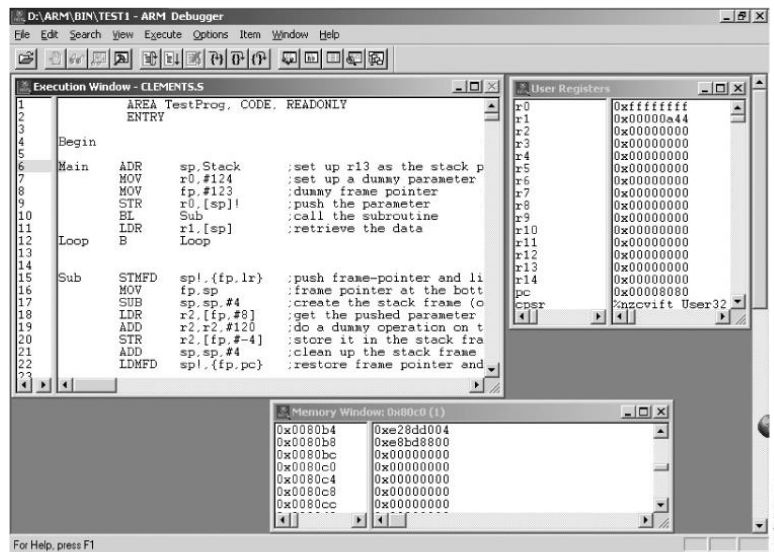 D:\ARM\BIN\TEST1 - ARM Debugger
File Edit Search View Execute Options Item Window Help
Execution Window - CLEMENTS.S
1 AREA TestProg, CODE, READONLY
2 ENTRY
3
4 Begin
5
6 Main ADR sp,Stack ;set up r13 as the stack p
7 MOV r0,#124 ;set up a dummy parameter
8 MOV fp,#123 ;dummy frame pointer
9 STR r0,[sp]! ;push the parameter
10 BL Sub ;call the subroutine
11 LDR r1,[sp] ;retrieve the data
12 Loop B Loop
13
14
15 Sub STMFD sp!,{fp,lr} ;push frame-pointer and li
16 MOV fp,sp ;frame pointer at the bott
17 SUB sp,sp,#4 ;create the stack frame (o
18 LDR r2,[fp,#8] ;get the pushed parameter
19 ADD r2,r2,#120 ;do a dummy operation on t
20 STR r2,[fp,#-4] ;store it in the stack fra
21 ADD sp,sp,#4 ;clean up the stack frame
22 LDMFD sp!,{fp,pc} ;restore frame pointer and
23
User Registers
r0 0xffffffff
r1 0x00000a44
r2 0x00000000
r3 0x00000000
r4 0x00000000
r5 0x00000000
r6 0x00000000
r7 0x00000000
r8 0x00000000
r9 0x00000000
r10 0x00000000
r11 0x00000000
r12 0x00000000
r13 0x00000000
r14 0x00000000
pc 0x00008080
cpsr %nzcvift User32
Memory Window: 0x80c0 (1)
0x0080b4 0xe28dd004
0x0080b8 0xe8bd8800
0x0080bc 0x00000000
0x0080c0 0x00000000
0x0080c4 0x00000000
0x0080c8 0x00000000
0x0080cc 0x00000000
For Help, press F1